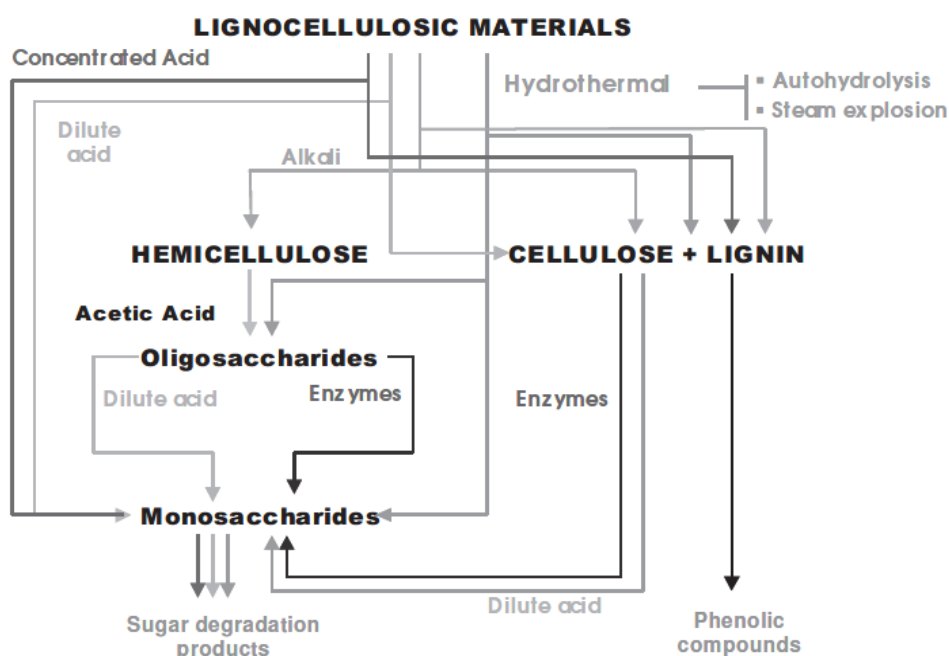 LIGNOCELLULOSIC MATERIALS
Concentrated Acid
Hydrothermal
▪ Autohydrolysis
▪ Steam explosion
Dilute
acid
Alkali
HEMICELLULOSE
CELLULOSE + LIGNIN
Acetic Acid
Oligosaccharides
Dilute acid
Enzymes
Enzymes
Monosaccharides
Dilute acid
Sugar degradation
products
Phenolic
compounds